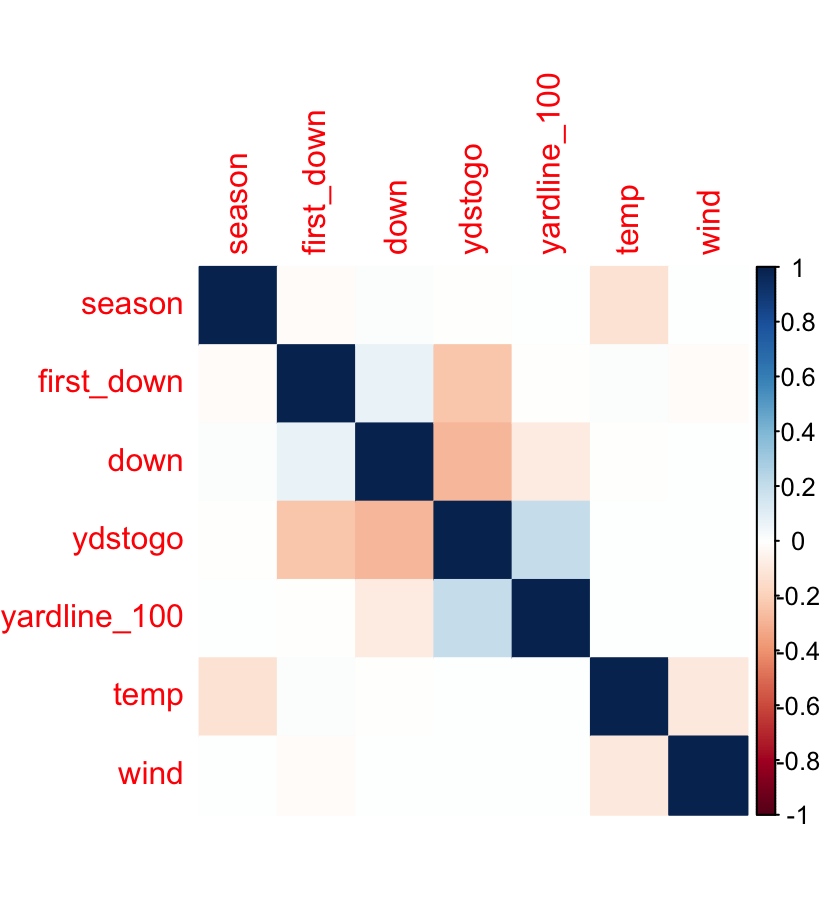 season
first_down
down
ydstogo
yardline_100
temp
wind
season
first_down
down
ydstogo
yardline_100
temp
wind
1
0.8
0.6
0.4
0.2
0
-0.2
-0.4
-0.6
-0.8
-1